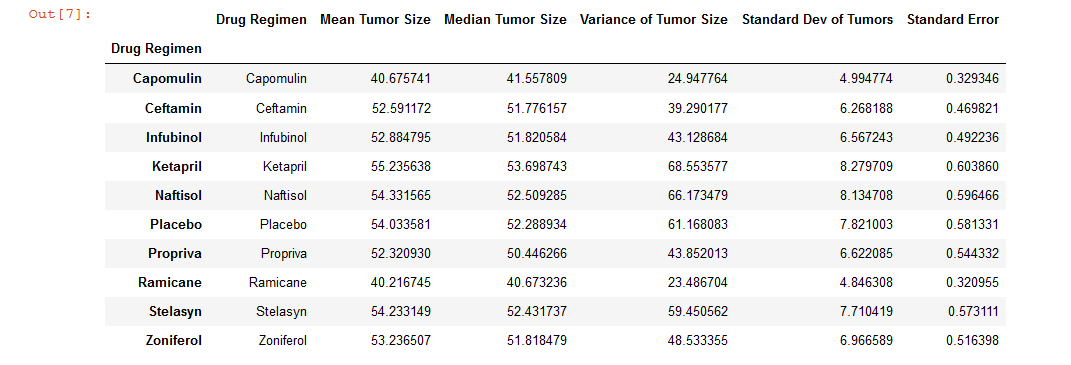 Out[7]:
Drug Regimen Mean Tumor Size Median Tumor Size Variance of Tumor Size Standard Dev of Tumors Standard Error
Drug Regimen
Capomulin Capomulin 40.675741 41.557809 24.947764 4.994774 0.329346
Ceftamin Ceftamin 52.591172 51.776157 39.290177 6.268188 0.469821
Infubinol Infubinol 52.884795 51.820584 43.128684 6.567243 0.492236
Ketapril Ketapril 55.235638 53.698743 68.553577 8.279709 0.603860
Naftisol Naftisol 54.331565 52.509285 66.173479 8.134708 0.596466
Placebo Placebo 54.033581 52.288934 61.168083 7.821003 0.581331
Propriva Propriva 52.320930 50.446266 43.852013 6.622085 0.544332
Ramicane Ramicane 40.216745 40.673236 23.486704 4.846308 0.320955
Stelasyn Stelasyn 54.233149 52.431737 59.450562 7.710419 0.573111
Zoniferol Zoniferol 53.236507 51.818479 48.533355 6.966589 0.516398